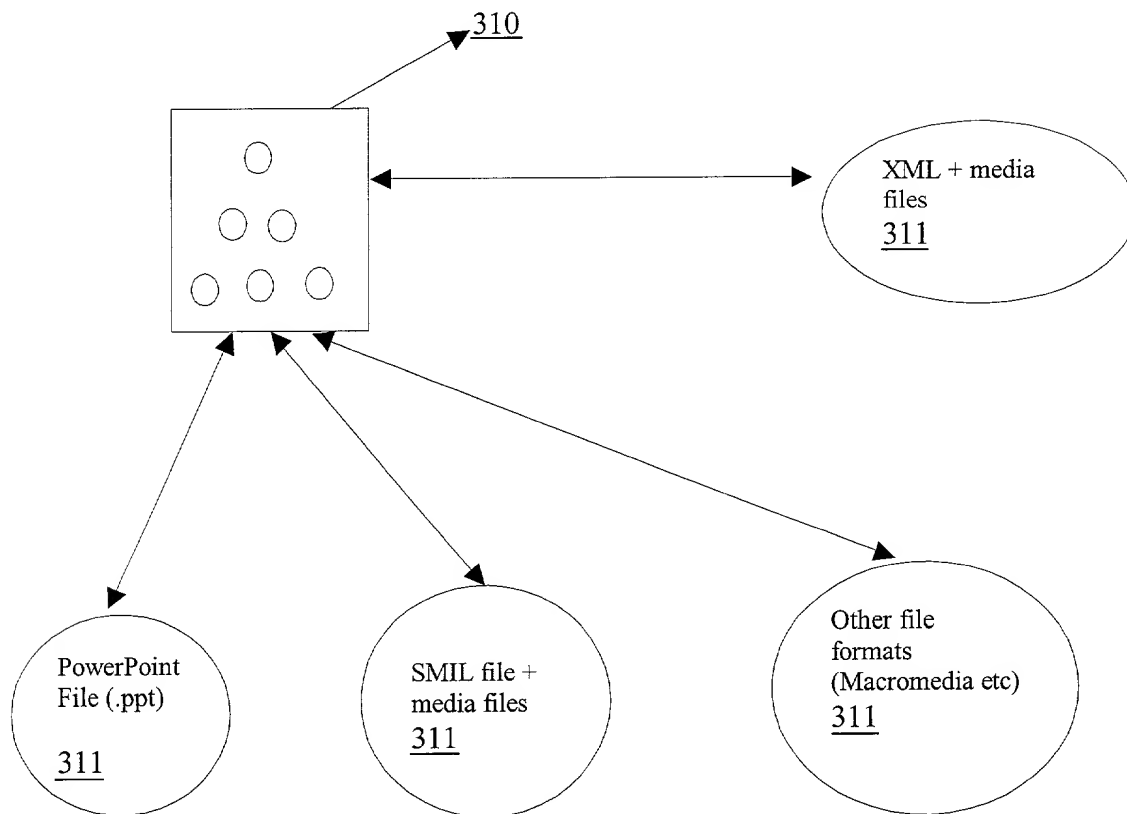 310
XML + media
files
311
PowerPoint
File (.ppt)
311
SMIL file +
media files
311
Other file
formats
(Macromedia etc)
311